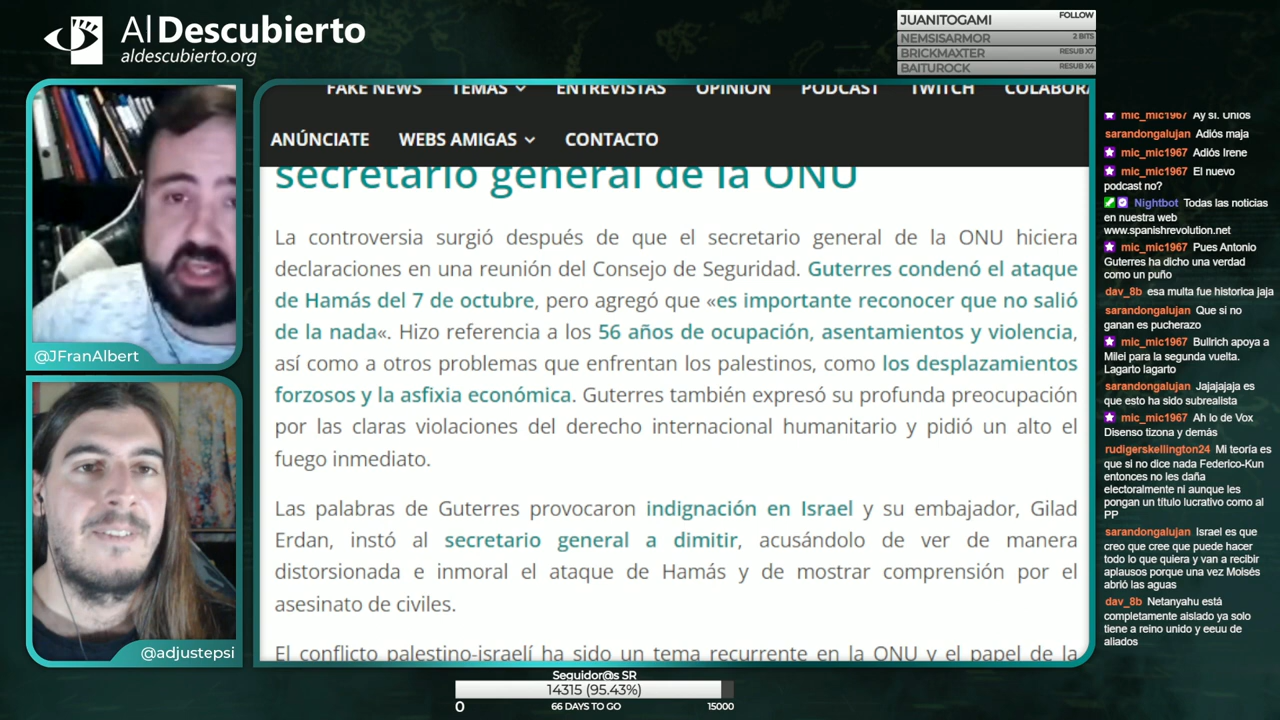 Al Descubierto
aldescubierto.org
JUANITOGAMI FOLLOW
NEMSISARMOR 2 BITS
BRICKMAXTER RESUB X7
BAITUROCK RESUB X4
FAKE NEWS TEMAS ENTREVISTAS OPINIÓN PODCAST TWITCH COLABORA
ANÚNCIATE WEBS AMIGAS CONTACTO
secretario general de la ONU
La controversia surgió después de que el secretario general de la ONU hiciera
declaraciones en una reunión del Consejo de Seguridad. Guterres condenó el ataque
de Hamás del 7 de octubre, pero agregó que «es importante reconocer que no salió
de la nada«. Hizo referencia a los 56 años de ocupación, asentamientos y violencia,
así como a otros problemas que enfrentan los palestinos, como los desplazamientos
forzosos y la asfixia económica. Guterres también expresó su profunda preocupación
por las claras violaciones del derecho internacional humanitario y pidió un alto el
fuego inmediato.
Las palabras de Guterres provocaron indignación en Israel y su embajador, Gilad
Erdan, instó al secretario general a dimitir, acusándolo de ver de manera
distorsionada e inmoral el ataque de Hamás y de mostrar comprensión por el
asesinato de civiles.
El conflicto palestino-israelí ha sido un tema recurrente en la ONU y el papel de la
@JFranAlbert
@adjustepsi
mic_mic1967 Ay si. Unios
sarandongalujan Adiós maja
mic_mic1967 Adiós Irene
mic_mic1967 El nuevo
podcast no?
Nightbot Todas las noticias
en nuestra web
www.spanishrevolution.net
mic_mic1967 Pues Antonio
Guterres ha dicho una verdad
como un puño
dav_8b esa multa fue historica jaja
sarandongalujan Que si no
ganan es pucherazo
mic_mic1967 Bullrich apoya a
Milei para la segunda vuelta.
Lagarto lagarto
sarandongalujan Jajajajaja es
que esto ha sido subrealista
mic_mic1967 Ah lo de Vox
Disenso tizona y demás
rudigerskellington24 Mi teoría es
que si no dice nada Federico-Kun
entonces no les daña
electoralmente ni aunque les
pongan un título lucrativo como al
PP
sarandongalujan Israel es que
creo que cree que puede hacer
todo lo que quiera y van a recibir
aplausos porque una vez Moisés
abrió las aguas
dav_8b Netanyahu está
completamente aislado ya solo
tiene a reino unido y eeuu de
aliados
Seguidor@s SR
14315 (95.43%)
0 66 DAYS TO GO 15000